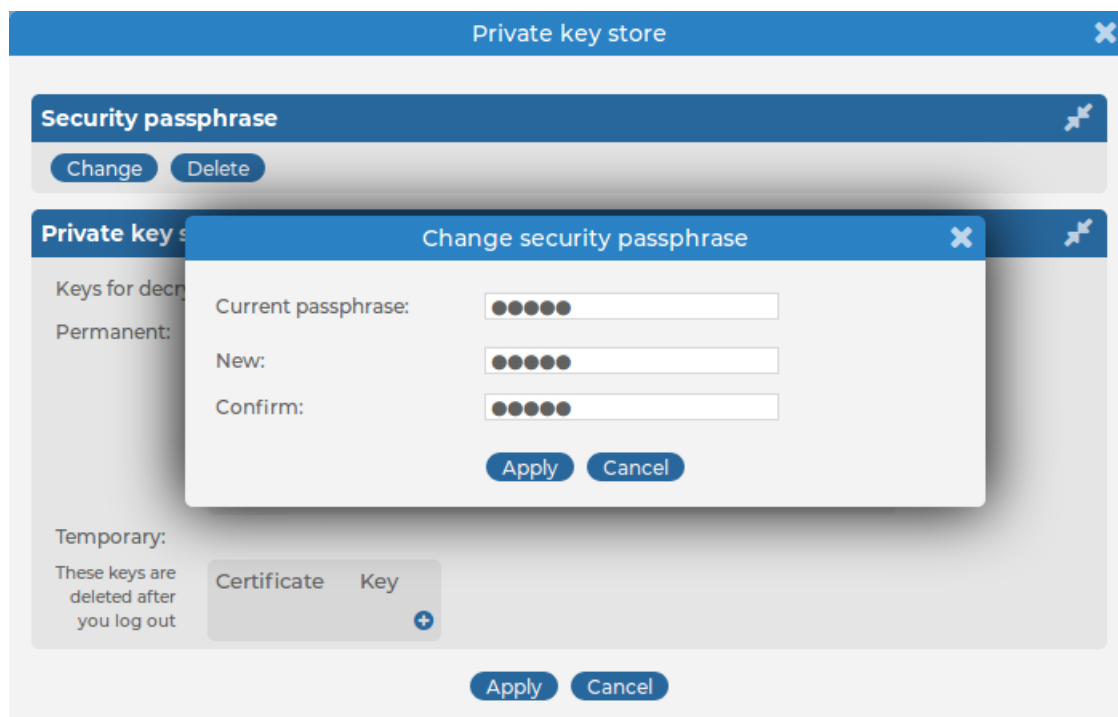 Private key store
Security passphrase
Change Delete
Private key
Change security passphrase
Keys for
Permanent:
Current passphrase: ●●●●●
New: ●●●●●
Confirm: ●●●●●
Apply Cancel
Temporary:
These keys are
deleted after
you log out
Certificate Key
Apply Cancel